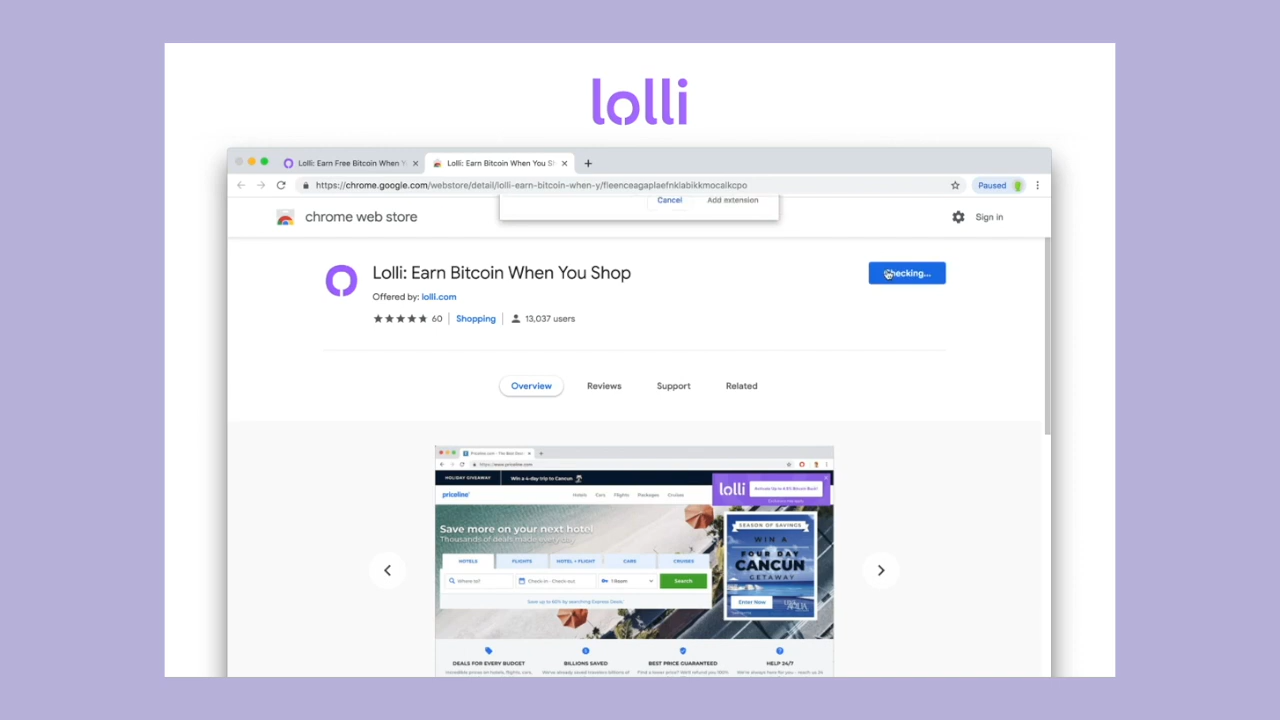 lolli
Lolli: Earn Free Bitcoin When Y
Lolli: Earn Bitcoin When You Sh
https://chrome.google.com/webstore/detail/lolli-earn-bitcoin-when-y/fleenceagaplaefnklabikkmocalkcpo
Paused
Cancel
Add extension
chrome web store
Sign in
Lolli: Earn Bitcoin When You Shop
Checking...
Offered by: lolli.com
60
Shopping
13,037 users
Overview
Reviews
Support
Related
https://www.priceline.com
HOLIDAY GIVEAWAY
Win a 4-day trip to Cancun
priceline
Hotels Cars Flights Packages Cruises
lolli
Save more on your next hotel
Thousands of deals made everyday
HOTELS FLIGHTS HOTEL + FLIGHT CARS CRUISES
Where to?
Check-in - Check-out
1 Room
Search
SEASON OF SAVINGS
WIN A
FOUR DAY
CANCUN
GETAWAY
Enter Now
DEALS FOR EVERY BUDGET
BILLIONS SAVED
BEST PRICE GUARANTEED
HELP 24/7